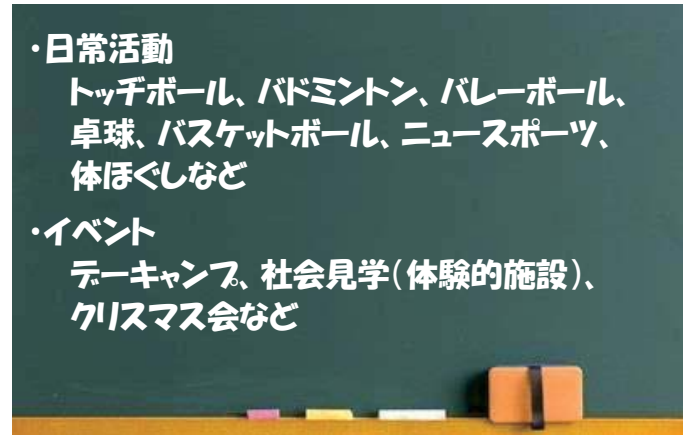 ・日常活動
トッヂボール、バドミントン、バレーボール、
卓球、バスケットボール、ニュースポーツ、
体ほぐしなど
・イベント
デーキャンプ、社会見学(体験的施設)、
クリスマス会など